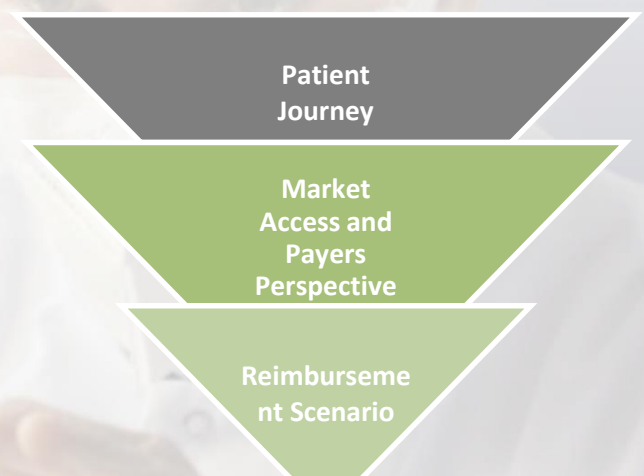 Patient
Journey
Market
Access and
Payers
Perspective
Reimburseme
nt Scenario